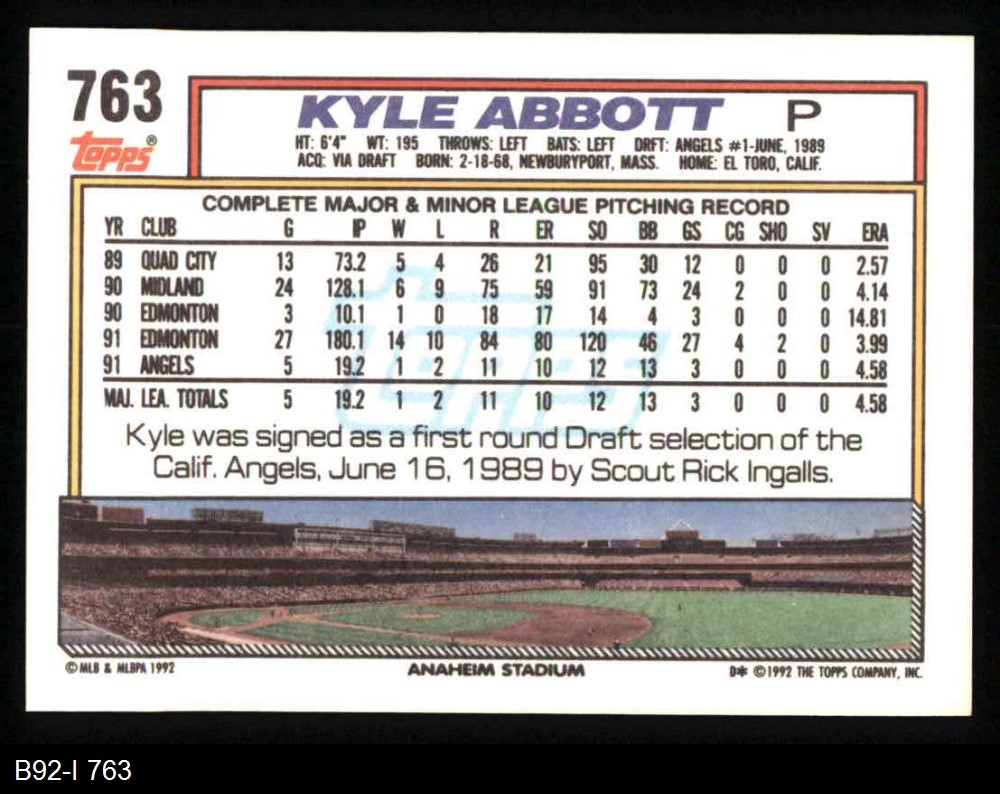 763
Topps®
KYLE ABBOTT P
HT: 6'4" WT: 195 THROWS: LEFT BATS: LEFT DRFT: ANGELS #1-JUNE, 1989
ACQ: VIA DRAFT BORN: 2-18-68, NEWBURYPORT, MASS. HOME: EL TORO, CALIF.
COMPLETE MAJOR & MINOR LEAGUE PITCHING RECORD
YR CLUB G IP W L R ER SO BB GS CG SHO SV ERA
89 QUAD CITY 13 73.2 5 4 26 21 95 30 12 0 0 0 2.57
90 MIDLAND 24 128.1 6 9 75 59 91 73 24 2 0 0 4.14
90 EDMONTON 3 10.1 1 0 18 17 14 4 3 0 0 0 14.81
91 EDMONTON 27 180.1 14 10 84 80 120 46 27 4 2 0 3.99
91 ANGELS 5 19.2 1 2 11 10 12 13 3 0 0 0 4.58
MAJ. LEA. TOTALS 5 19.2 1 2 11 10 12 13 3 0 0 0 4.58
topps
Kyle was signed as a first round Draft selection of the
Calif. Angels, June 16, 1989 by Scout Rick Ingalls.
© MLB & MLBPA 1992 ANAHEIM STADIUM D* © 1992 THE TOPPS COMPANY, INC.
B92-I 763